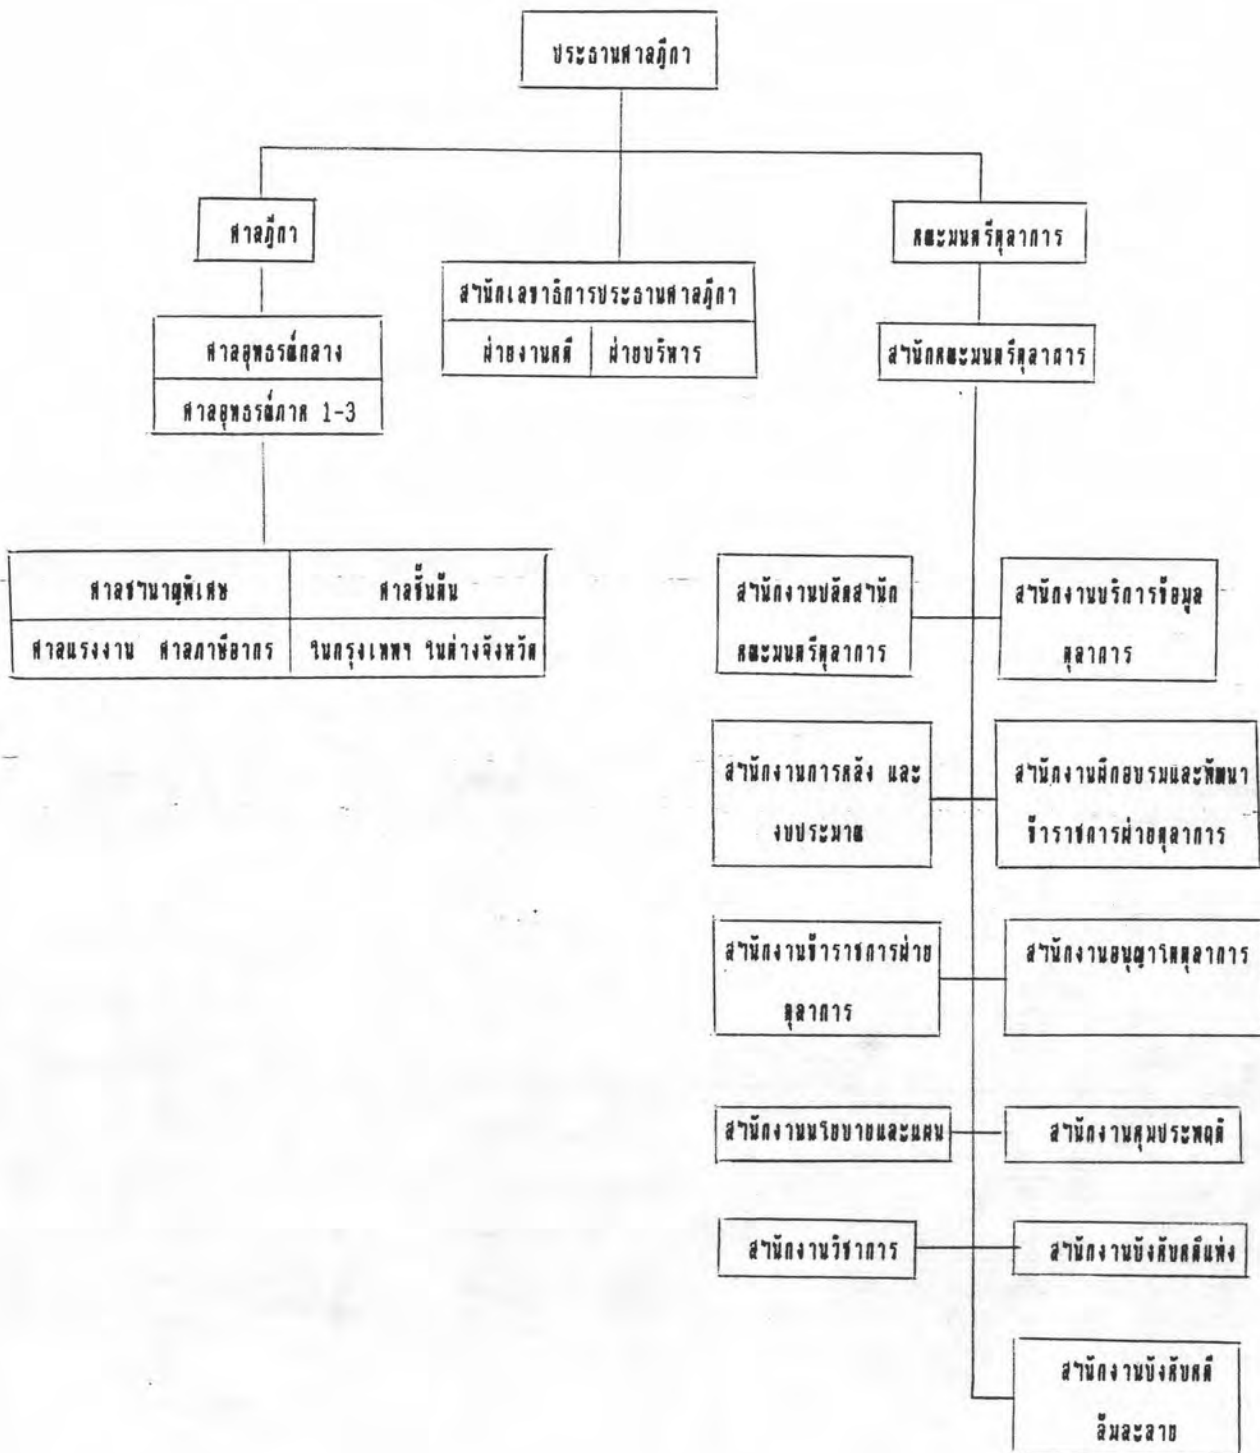 ประธานศาลฎีกา
ศาลฎีกา
คณะมนตรีตุลาการ
สำนักเลขาธิการประธานศาลฎีกา
ฝ่ายงานคดี ฝ่ายบริหาร
ศาลอุทธรณ์กลาง
ศาลอุทธรณ์ภาค 1-3
สำนักคณะมนตรีตุลาการ
ศาลชำนาญพิเศษ ศาลชั้นต้น
ศาลแรงงาน ศาลภาษีอากร ในกรุงเทพฯ ในต่างจังหวัด
สำนักงานปลัดสำนัก
คณะมนตรีตุลาการ
สำนักงานบริการข้อมูล
ตุลาการ
สำนักงานการคลัง และ
งบประมาณ
สำนักงานฝึกอบรมและพัฒนา
ข้าราชการฝ่ายตุลาการ
สำนักงานข้าราชการฝ่าย
ตุลาการ
สำนักงานอนุญาโตตุลาการ
สำนักงานนโยบายและแผน
สำนักงานคุมประพฤติ
สำนักงานวิชาการ
สำนักงานบังคับคดีแพ่ง
สำนักงานบังคับคดี
ล้มละลาย